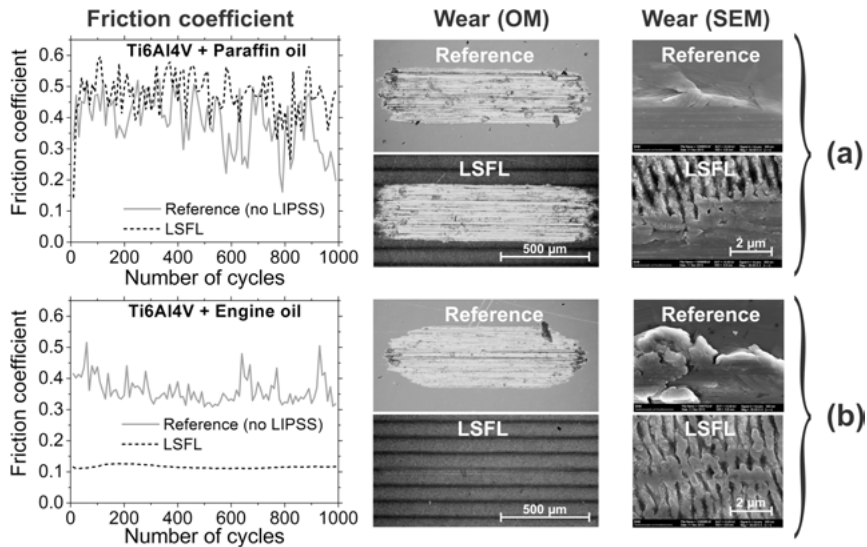 Friction coefficient
Wear (OM)
Wear (SEM)
Ti6Al4V + Paraffin oil
Friction coefficient
0.6
0.5
0.4
0.3
0.2
0.1
0.0
Reference (no LIPSS)
LSFL
0 200 400 600 800 1000
Number of cycles
Reference
LSFL
500 µm
Reference
LSFL
2 µm
(a)
Ti6Al4V + Engine oil
Friction coefficient
0.6
0.5
0.4
0.3
0.2
0.1
0.0
Reference (no LIPSS)
LSFL
0 200 400 600 800 1000
Number of cycles
Reference
LSFL
500 µm
Reference
LSFL
2 µm
(b)